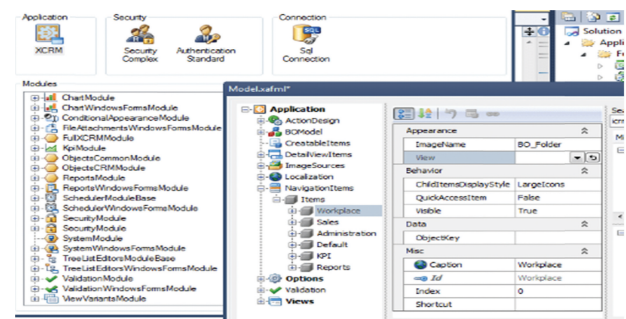 Application
Security
Connection
XCRM
Security Complex
Authentication Standard
Sql Connection
Solution
Appli
Modules
ChartModule
ChartWindowsFormsModule
ConditionalAppearanceModule
FileAttachmentsWindowsFormsModule
FullXCRMModule
KpiModule
ObjectsCommonModule
ObjectsCRMModule
ReportsModule
ReportsWindowsFormsModule
SchedulerModuleBase
SchedulerWindowsFormsModule
SecurityModule
SecurityModule
SystemModule
SystemWindowsFormsModule
TreeListEditorsModuleBase
TreeListEditorsWindowsFormsModule
ValidationModule
ValidationWindowsFormsModule
ViewVariantsModule
Model.xafml*
Application
ActionDesign
BOModel
CreatableItems
DetailViewItems
ImageSources
Localization
NavigationItems
Items
Workplace
Sales
Administration
Default
KPI
Reports
Options
Validation
Views
Appearance
ImageName BO_Folder
View
Behavior
ChildItemsDisplayStyle LargeIcons
QuickAccessItem False
Visible True
Data
ObjectKey
Misc
Caption Workplace
Id Workplace
Index 0
Shortcut